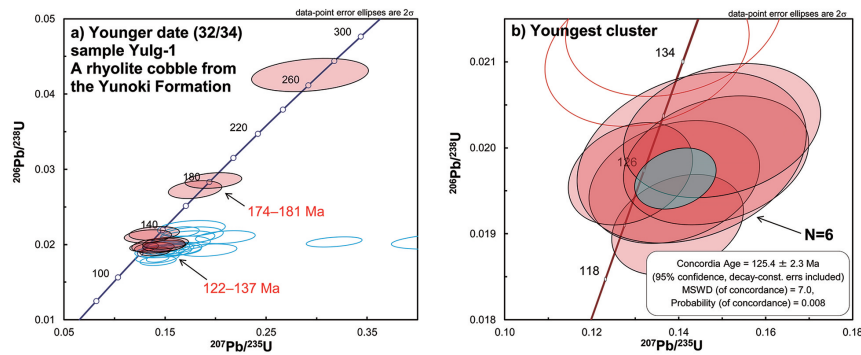 data-point error ellipses are 2σ
a) Younger date (32/34)
sample Yulg-1
A rhyolite cobble from
the Yunoki Formation
300
260
220
180
140
100
174–181 Ma
122–137 Ma
0.05
0.04
0.03
0.02
0.01
0.05
0.15
0.25
0.35
206Pb/238U
207Pb/235U
data-point error ellipses are 2σ
b) Youngest cluster
134
126
118
N=6
Concordia Age = 125.4 ± 2.3 Ma
(95% confidence, decay-const. errs included)
MSWD (of concordance) = 7.0,
Probability (of concordance) = 0.008
0.021
0.020
0.019
0.018
0.10
0.12
0.14
0.16
0.18
206Pb/238U
207Pb/235U